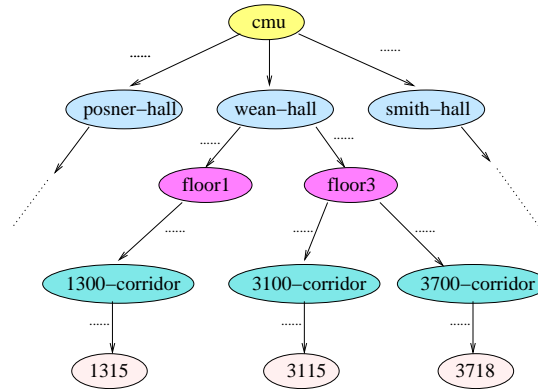 cmu
posner−hall
wean−hall
smith−hall
floor1
floor3
1300−corridor
3100−corridor
3700−corridor
1315
3115
3718